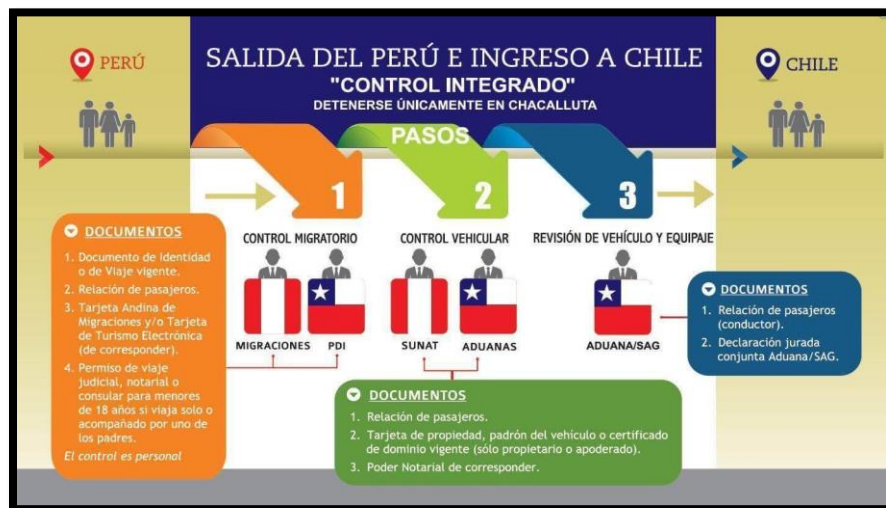 PERÚ
SALIDA DEL PERÚ E INGRESO A CHILE
"CONTROL INTEGRADO"
DETENERSE ÚNICAMENTE EN CHACALLUTA
CHILE
PASOS
1
2
3
CONTROL MIGRATORIO
CONTROL VEHICULAR
REVISIÓN DE VEHÍCULO Y EQUIPAJE
MIGRACIONES
PDI
SUNAT
ADUANAS
ADUANA/SAG
DOCUMENTOS
1. Documento de Identidad
o de Viaje vigente.
2. Relación de pasajeros.
3. Tarjeta Andina de
Migraciones y/o Tarjeta
de Turismo Electrónica
(de corresponder).
4. Permiso de viaje
judicial, notarial o
consular para menores
de 18 años si viaja solo o
acompañado por uno de
los padres.
El control es personal
DOCUMENTOS
1. Relación de pasajeros.
2. Tarjeta de propiedad, padrón del vehículo o certificado
de dominio vigente (sólo propietario o apoderado).
3. Poder Notarial de corresponder.
DOCUMENTOS
1. Relación de pasajeros
(conductor).
2. Declaración jurada
conjunta Aduana/SAG.